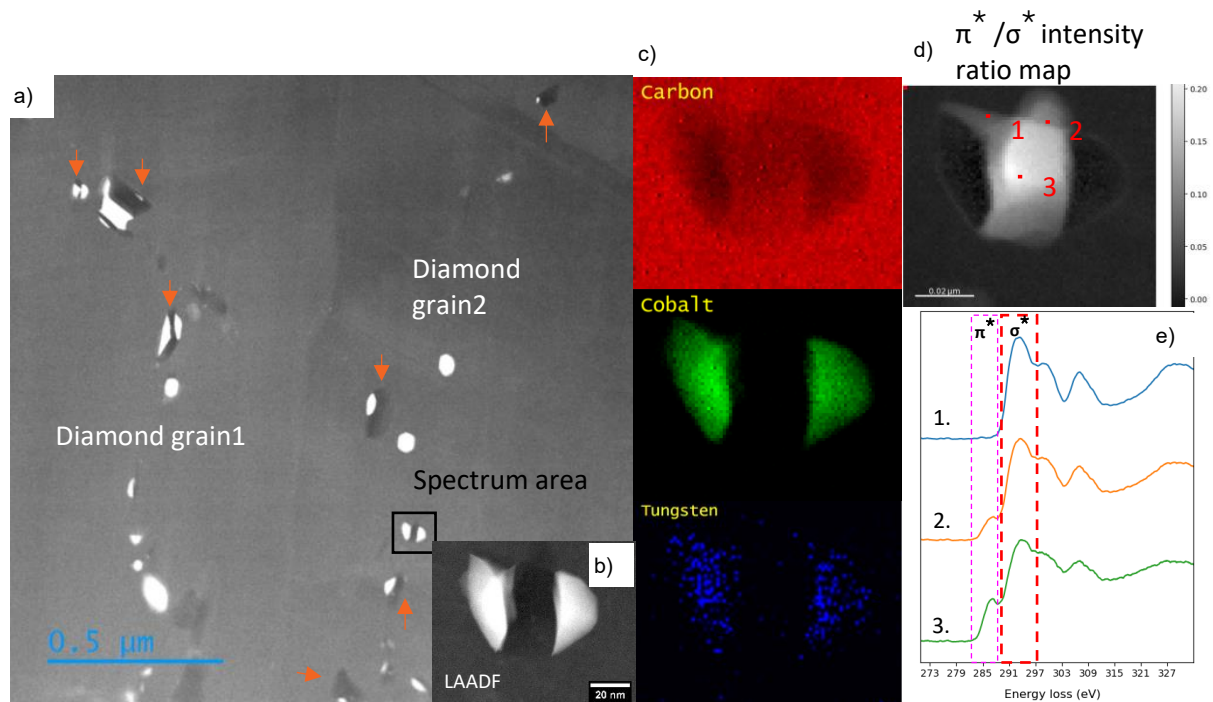 a)
Diamond
grain2
Diamond grain1
Spectrum area
0.5 µm
b)
LAADF
20 nm
c)
Carbon
Cobalt
Tungsten
d)
π* /σ* intensity
ratio map
1
2
3
0.02 µm
0.20
0.15
0.10
0.05
0.00
e)
π* σ*
1.
2.
3.
273 279 285 291 297 303 309 315 321 327
Energy loss (eV)